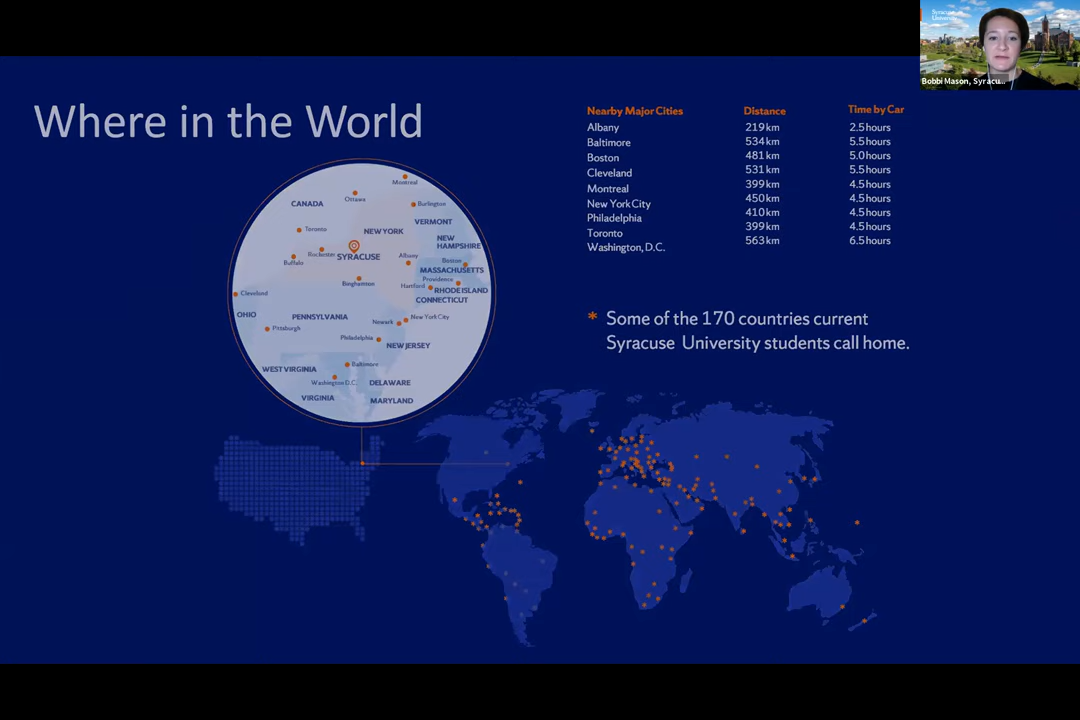 Syracuse
University
Bobbi Mason, Syracu...
Where in the World
Nearby Major Cities Distance Time by Car
Albany 219 km 2.5 hours
Baltimore 534 km 5.5 hours
Boston 481 km 5.0 hours
Cleveland 531 km 5.5 hours
Montreal 399 km 4.5 hours
New York City 450 km 4.5 hours
Philadelphia 410 km 4.5 hours
Toronto 399 km 4.5 hours
Washington, D.C. 563 km 6.5 hours
* Some of the 170 countries current
Syracuse University students call home.
Montreal
Ottawa
CANADA
Burlington
VERMONT
Toronto
NEW YORK
NEW
HAMPSHIRE
Rochester
SYRACUSE
Albany
Buffalo
Boston
MASSACHUSETTS
Providence
Binghamton
Hartford
RHODE ISLAND
Cleveland
CONNECTICUT
OHIO
PENNSYLVANIA
Newark
New York City
Pittsburgh
Philadelphia
NEW JERSEY
Baltimore
WEST VIRGINIA
Washington D.C.
DELAWARE
VIRGINIA
MARYLAND